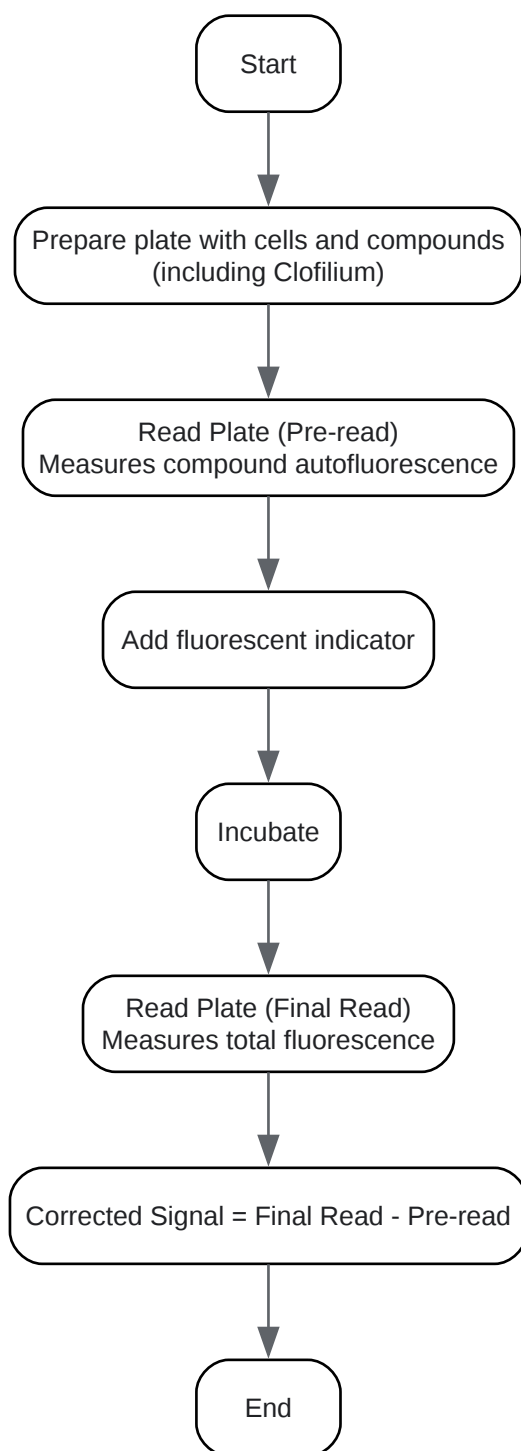 Start
Prepare plate with cells and compounds
(including Clofilium)
Read Plate (Pre-read)
Measures compound autofluorescence
Add fluorescent indicator
Incubate
Read Plate (Final Read)
Measures total fluorescence
Corrected Signal = Final Read - Pre-read
End